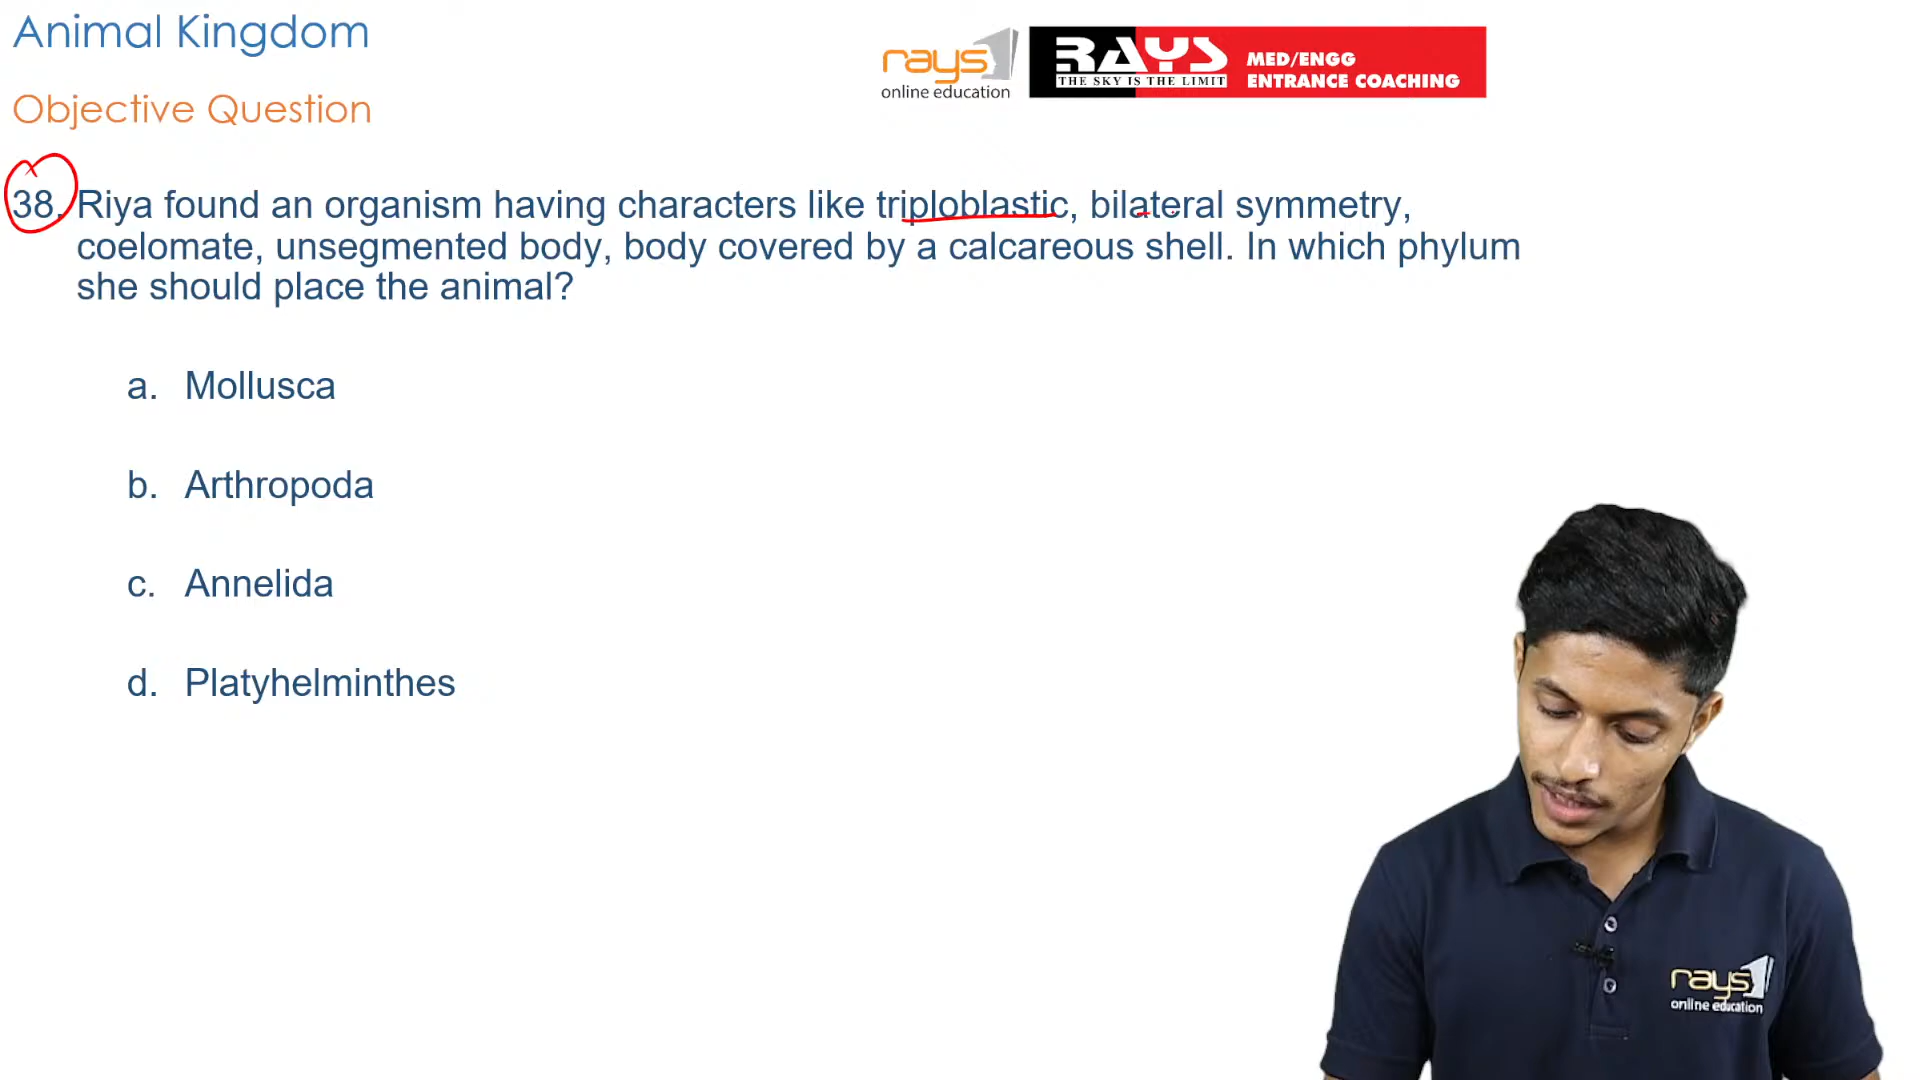 Animal Kingdom
rays
online education
RAYS
THE SKY IS THE LIMIT
MED/ENGG
ENTRANCE COACHING
Objective Question
38. Riya found an organism having characters like triploblastic, bilateral symmetry,
coelomate, unsegmented body, body covered by a calcareous shell. In which phylum
she should place the animal?
a. Mollusca
b. Arthropoda
c. Annelida
d. Platyhelminthes
rays
online education